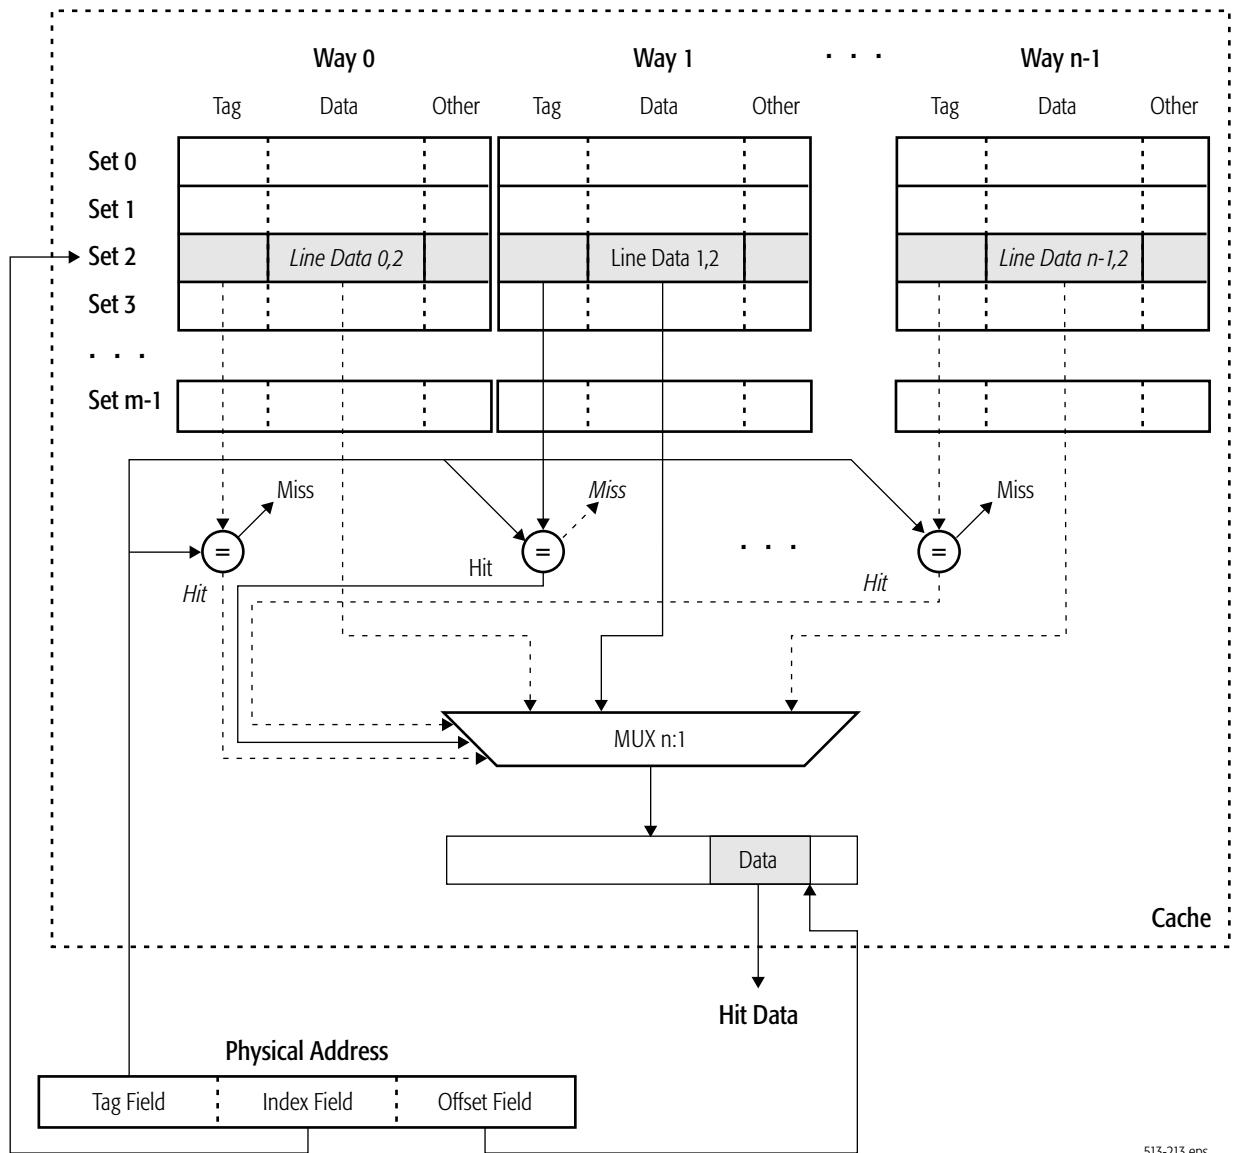 Way 0 Way 1 . . . Way n-1
Tag Data Other Tag Data Other Tag Data Other
Set 0
Set 1
Set 2 Line Data 0,2 Line Data 1,2 Line Data n-1,2
Set 3
. . .
Set m-1
Miss Miss Miss
= = . . . =
Hit Hit Hit
MUX n:1
Data
Cache
Hit Data
Physical Address
Tag Field Index Field Offset Field
513-213.eps